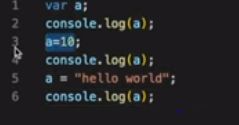 1 var a;
2 console.log(a);
3 a=10;
4 console.log(a);
5 a = "hello world";
6 console.log(a);